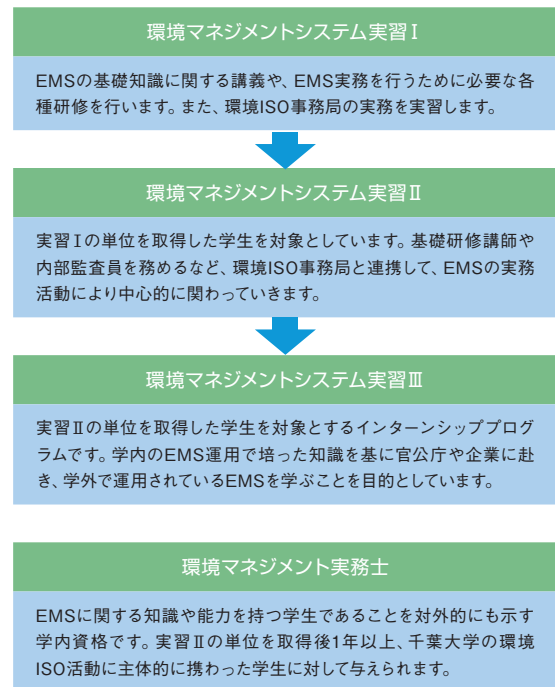 環境マネジメントシステム実習Ⅰ
EMSの基礎知識に関する講義や、EMS実務を行うために必要な各
種研修を行います。また、環境ISO事務局の実務を実習します。
環境マネジメントシステム実習Ⅱ
実習Ⅰの単位を取得した学生を対象としています。基礎研修講師や
内部監査員を務めるなど、環境ISO事務局と連携して、EMSの実務
活動により中心的に関わっていきます。
環境マネジメントシステム実習Ⅲ
実習Ⅱの単位を取得した学生を対象とするインターンシッププログ
ラムです。学内のEMS運用で培った知識を基に官公庁や企業に赴
き、学外で運用されているEMSを学ぶことを目的としています。
環境マネジメント実務士
EMSに関する知識や能力を持つ学生であることを対外的にも示す
学内資格です。実習Ⅱの単位を取得後1年以上、千葉大学の環境
ISO活動に主体的に携わった学生に対して与えられます。